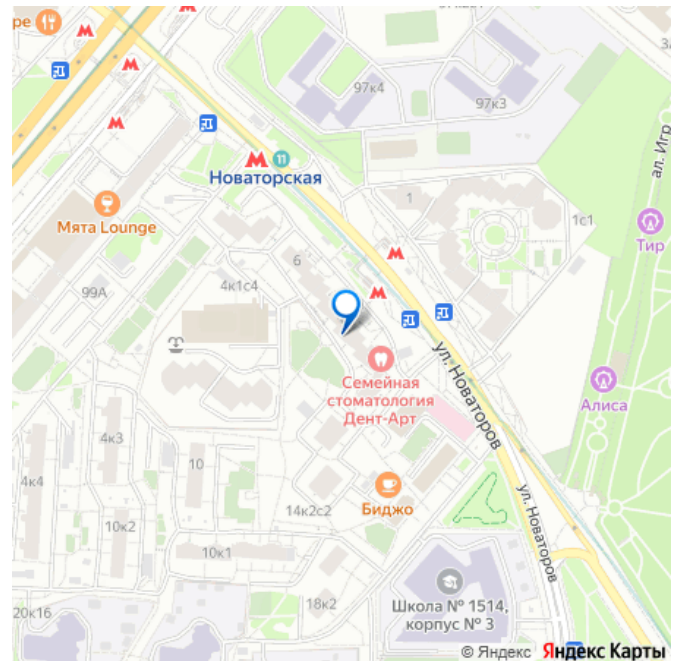 ре
97к4
3А
97к3
ал. Игр
11
Новаторская
1
1с1
Тир
Мята Lounge
6
4к1с4
99А
ул. Новаторов
Семейная
стоматология
Дент-Арт
Алиса
4к3
10
4к4
Биджо
14к2с2
10к2
10к1
ул. Новаторов
18к2
Школа № 1514,
корпус № 3
20к16
© Яндекс Яндекс Карты